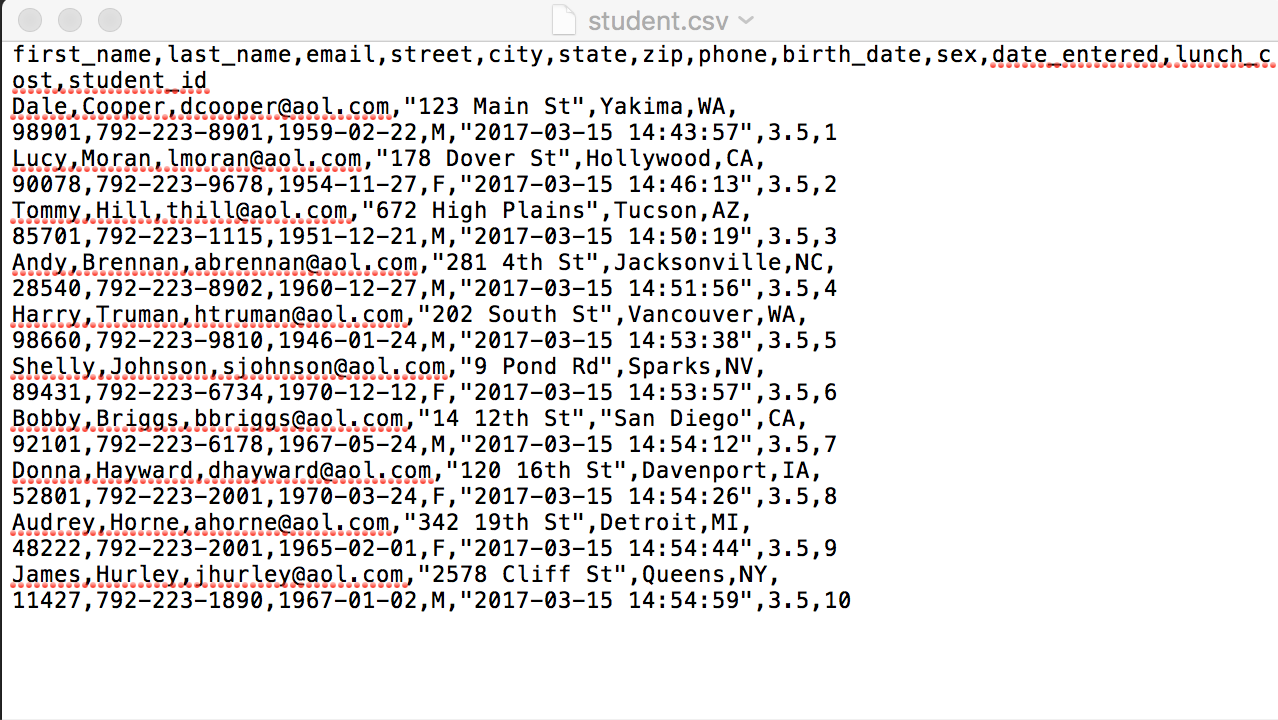 student.csv
first_name,last_name,email,street,city,state,zip,phone,birth_date,sex,date_entered,lunch_c
ost,student_id
Dale,Cooper,dcooper@aol.com,"123 Main St",Yakima,WA,
98901,792-223-8901,1959-02-22,M,"2017-03-15 14:43:57",3.5,1
Lucy,Moran,lmoran@aol.com,"178 Dover St",Hollywood,CA,
90078,792-223-9678,1954-11-27,F,"2017-03-15 14:46:13",3.5,2
Tommy,Hill,thill@aol.com,"672 High Plains",Tucson,AZ,
85701,792-223-1115,1951-12-21,M,"2017-03-15 14:50:19",3.5,3
Andy,Brennan,abrennan@aol.com,"281 4th St",Jacksonville,NC,
28540,792-223-8902,1960-12-27,M,"2017-03-15 14:51:56",3.5,4
Harry,Truman,htruman@aol.com,"202 South St",Vancouver,WA,
98660,792-223-9810,1946-01-24,M,"2017-03-15 14:53:38",3.5,5
Shelly,Johnson,sjohnson@aol.com,"9 Pond Rd",Sparks,NV,
89431,792-223-6734,1970-12-12,F,"2017-03-15 14:53:57",3.5,6
Bobby,Briggs,bbriggs@aol.com,"14 12th St","San Diego",CA,
92101,792-223-6178,1967-05-24,M,"2017-03-15 14:54:12",3.5,7
Donna,Hayward,dhayward@aol.com,"120 16th St",Davenport,IA,
52801,792-223-2001,1970-03-24,F,"2017-03-15 14:54:26",3.5,8
Audrey,Horne,ahorne@aol.com,"342 19th St",Detroit,MI,
48222,792-223-2001,1965-02-01,F,"2017-03-15 14:54:44",3.5,9
James,Hurley,jhurley@aol.com,"2578 Cliff St",Queens,NY,
11427,792-223-1890,1967-01-02,M,"2017-03-15 14:54:59",3.5,10